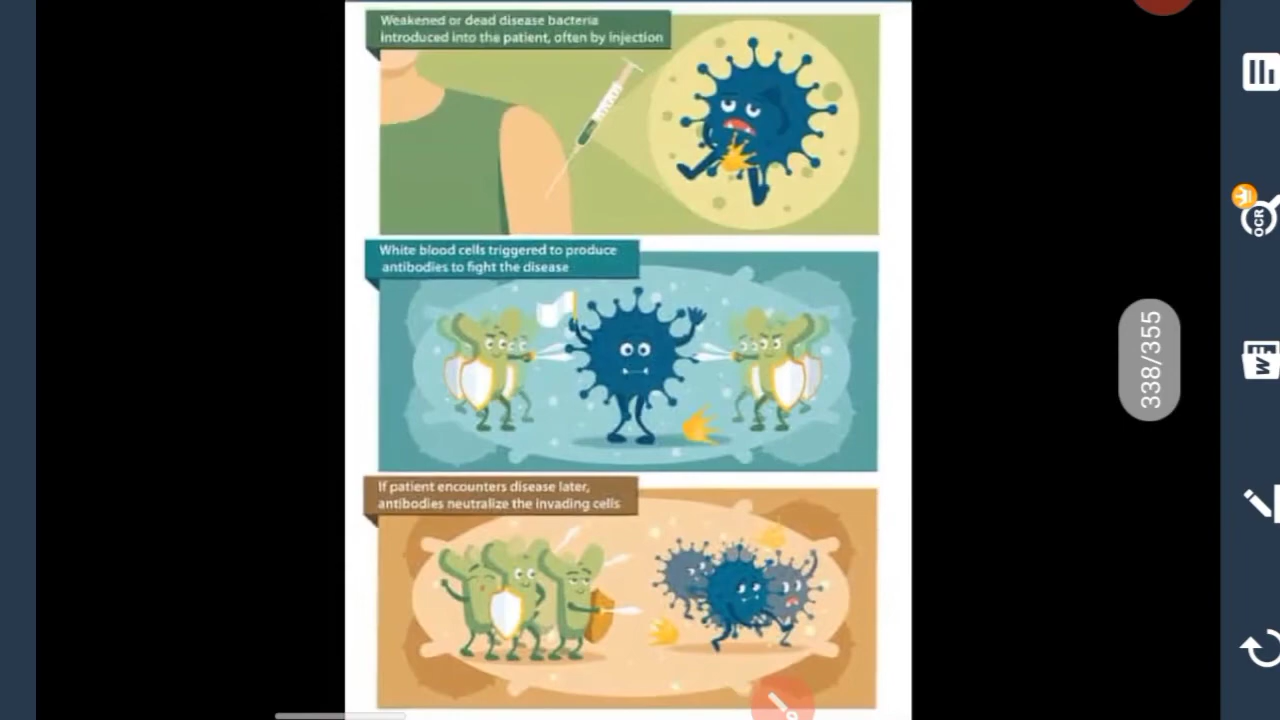 Weakened or dead disease bacteria
introduced into the patient, often by injection
White blood cells triggered to produce
antibodies to fight the disease
If patient encounters disease later,
antibodies neutralize the invading cells
338/355
OCR
W